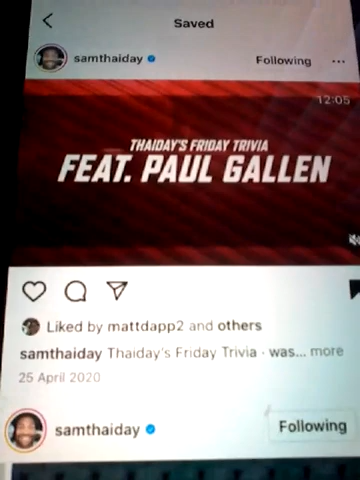 Saved
samthaiday
Following
12:05
THAIDAY'S FRIDAY TRIVIA
FEAT. PAUL GALLEN
Liked by mattdapp2 and others
samthaiday Thaiday's Friday Trivia · was... more
25 April 2020
samthaiday
Following